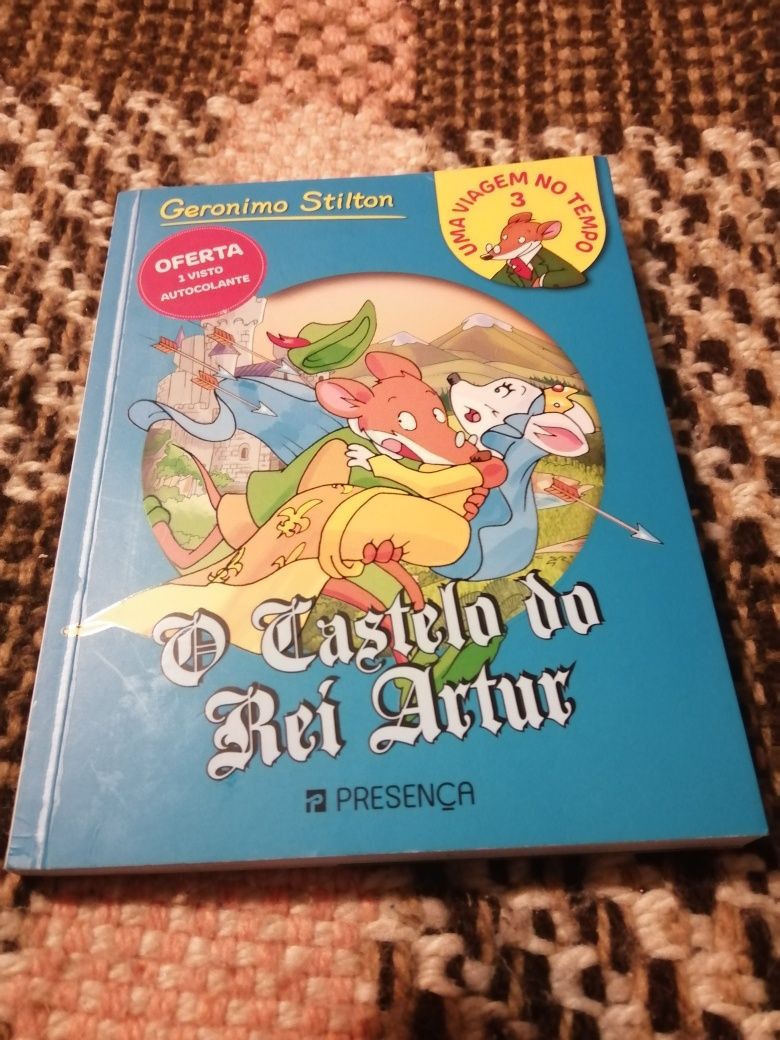 Geronimo Stilton
UMA VIAGEM NO TEMPO
3
OFERTA
1 VISTO
AUTOCOLANTE
O Castelo do
Rei Artur
PRESENÇA